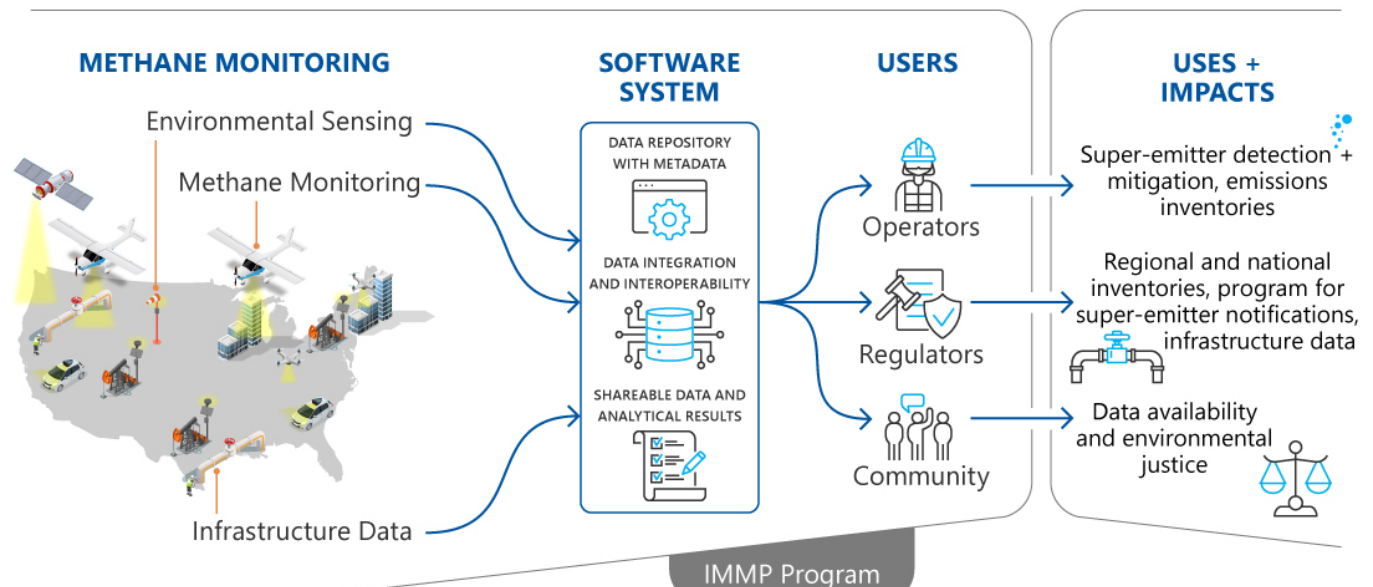 METHANE MONITORING
Environmental Sensing
Methane Monitoring
Infrastructure Data
SOFTWARE
SYSTEM
DATA REPOSITORY
WITH METADATA
DATA INTEGRATION
AND INTEROPERABILITY
SHAREABLE DATA AND
ANALYTICAL RESULTS
USERS
Operators
Regulators
Community
USES +
IMPACTS
Super-emitter detection +
mitigation, emissions
inventories
Regional and national
inventories, program for
super-emitter notifications,
infrastructure data
Data availability
and environmental
justice
IMMP Program